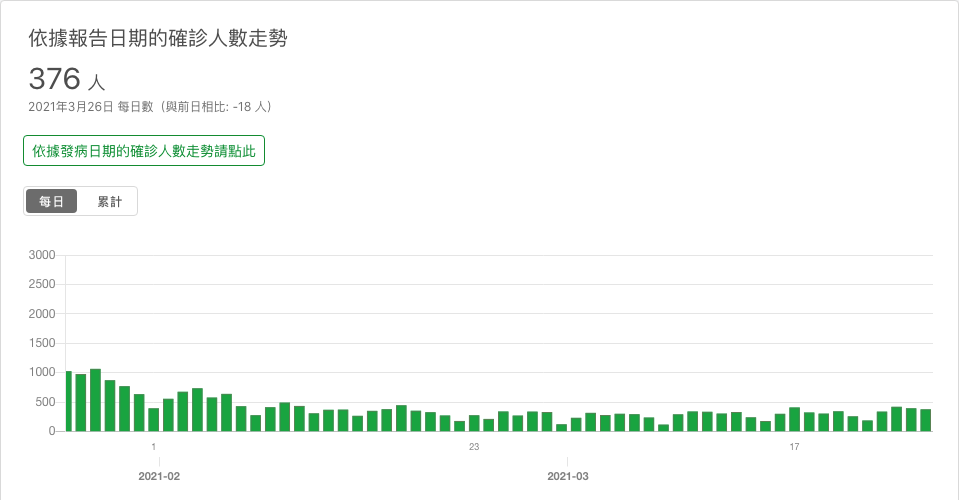 依據報告日期的確診人數走勢
376 人
2021年3月26日 每日數（與前日相比: -18 人）
依據發病日期的確診人數走勢請點此
每日 累計
3000
2500
2000
1500
1000
500
0
1 23 17
2021-02 2021-03